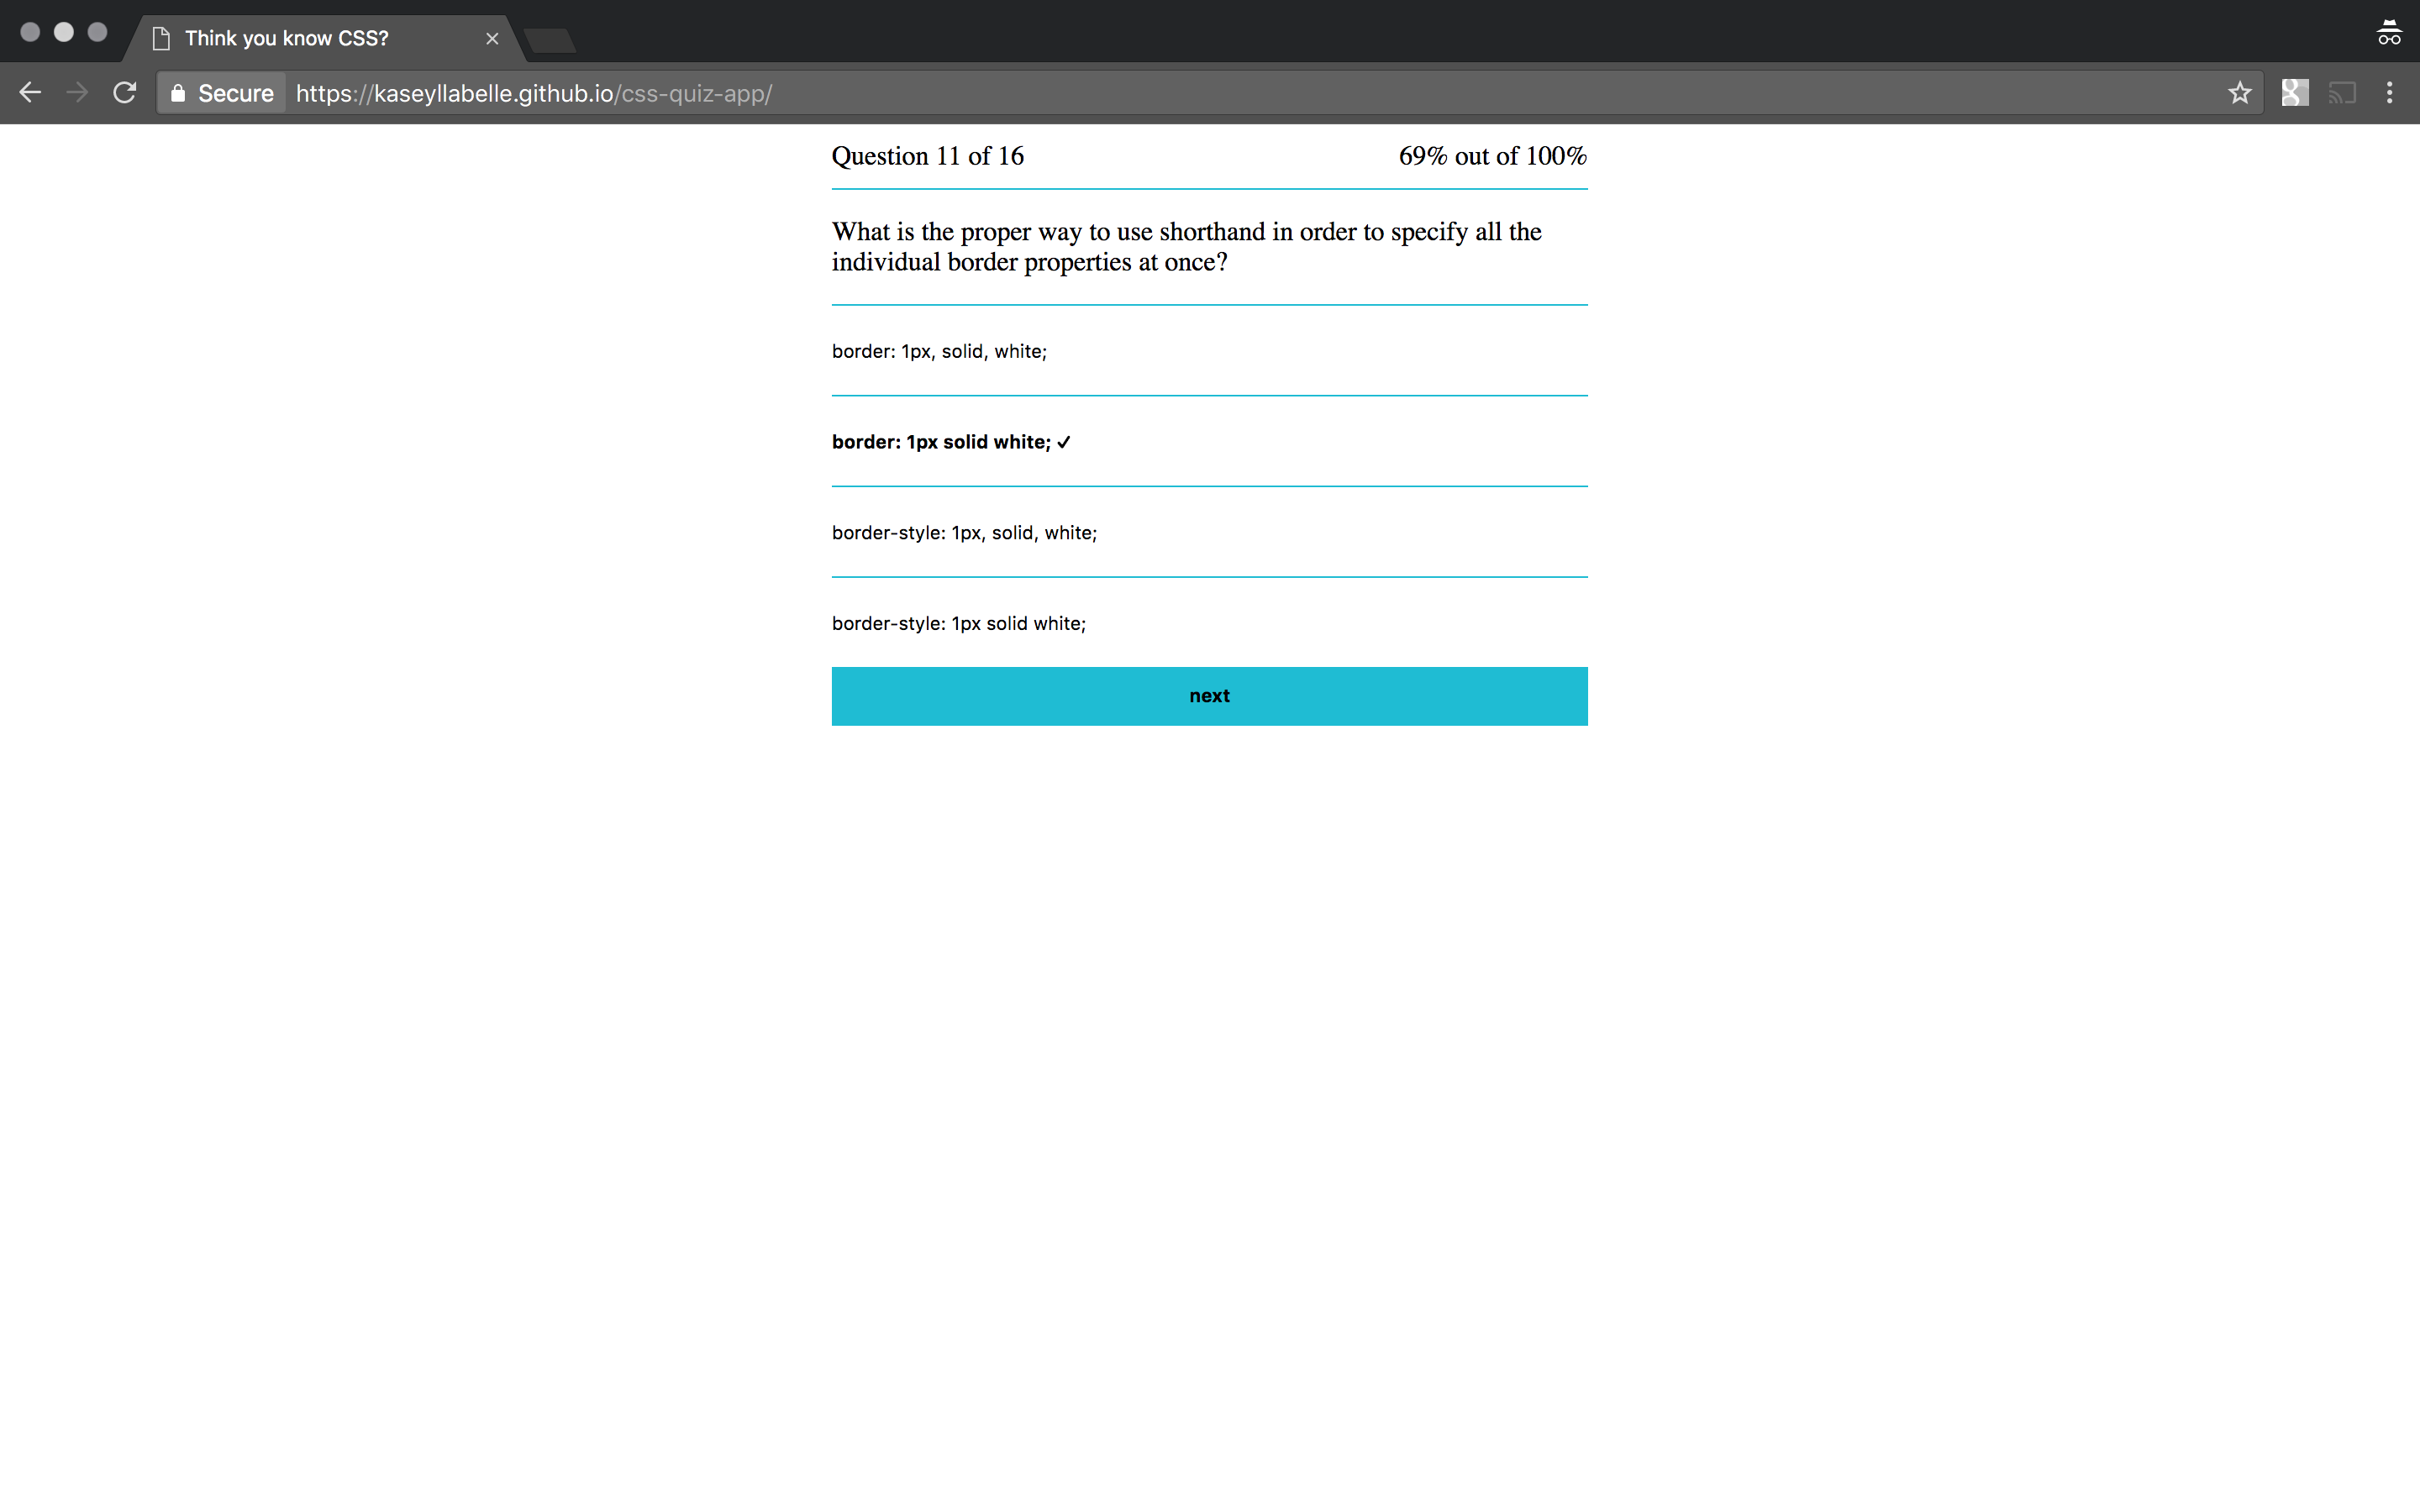 Think you know CSS?
Secure https://kaseyllabelle.github.io/css-quiz-app/
Question 11 of 16 69% out of 100%
What is the proper way to use shorthand in order to specify all the
individual border properties at once?
border: 1px, solid, white;
border: 1px solid white; ✓
border-style: 1px, solid, white;
border-style: 1px solid white;
next